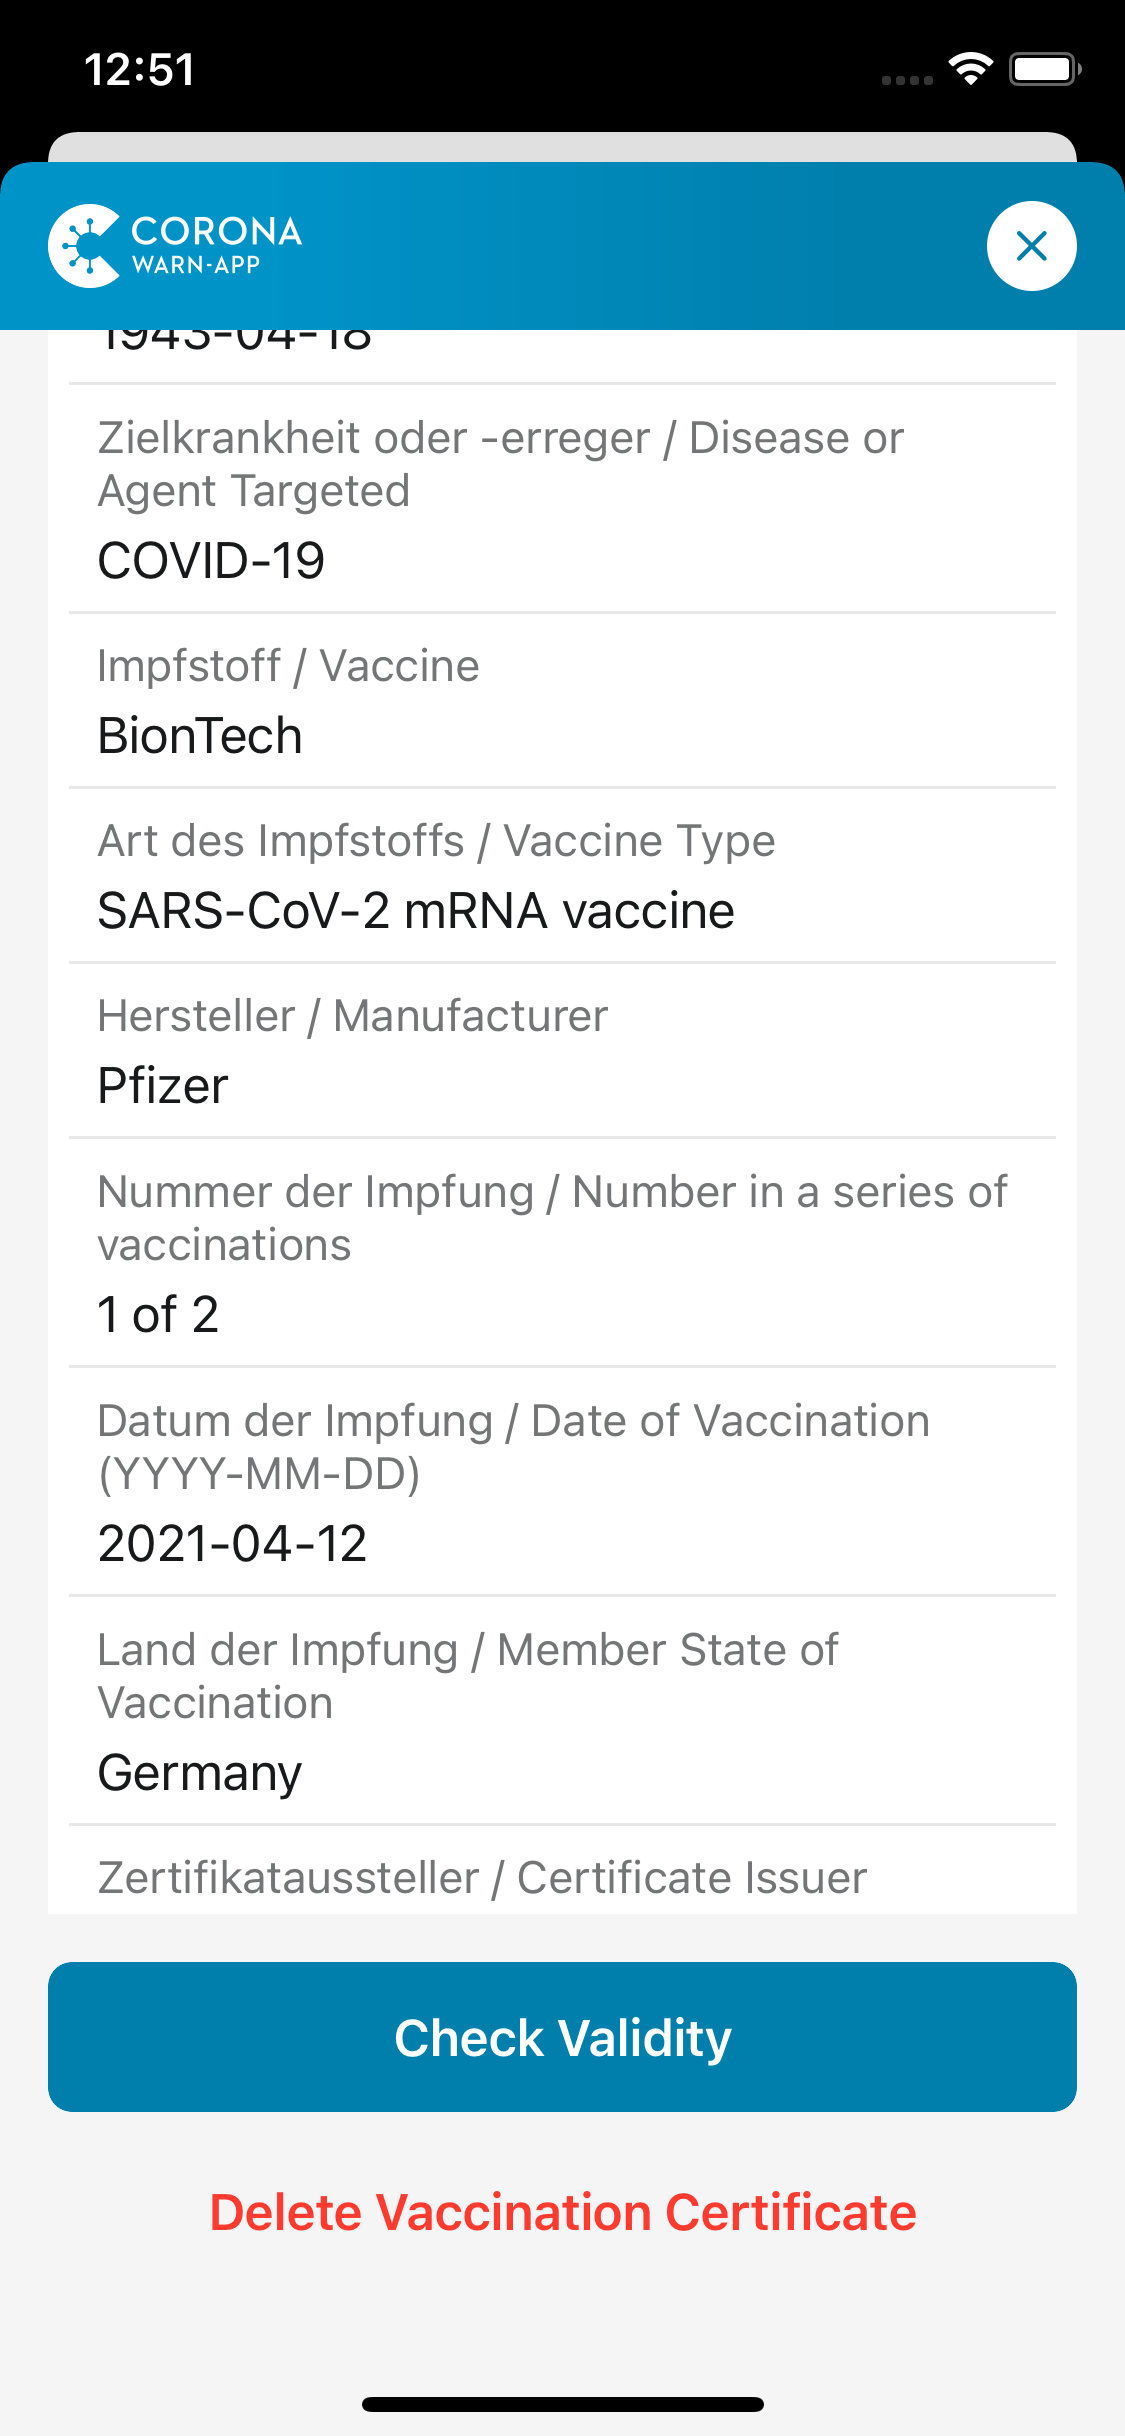 12:51
CORONA
WARN-APP
1943-04-18
Zielkrankheit oder -erreger / Disease or
Agent Targeted
COVID-19
Impfstoff / Vaccine
BionTech
Art des Impfstoffs / Vaccine Type
SARS-CoV-2 mRNA vaccine
Hersteller / Manufacturer
Pfizer
Nummer der Impfung / Number in a series of
vaccinations
1 of 2
Datum der Impfung / Date of Vaccination
(YYYY-MM-DD)
2021-04-12
Land der Impfung / Member State of
Vaccination
Germany
Zertifikataussteller / Certificate Issuer
Check Validity
Delete Vaccination Certificate